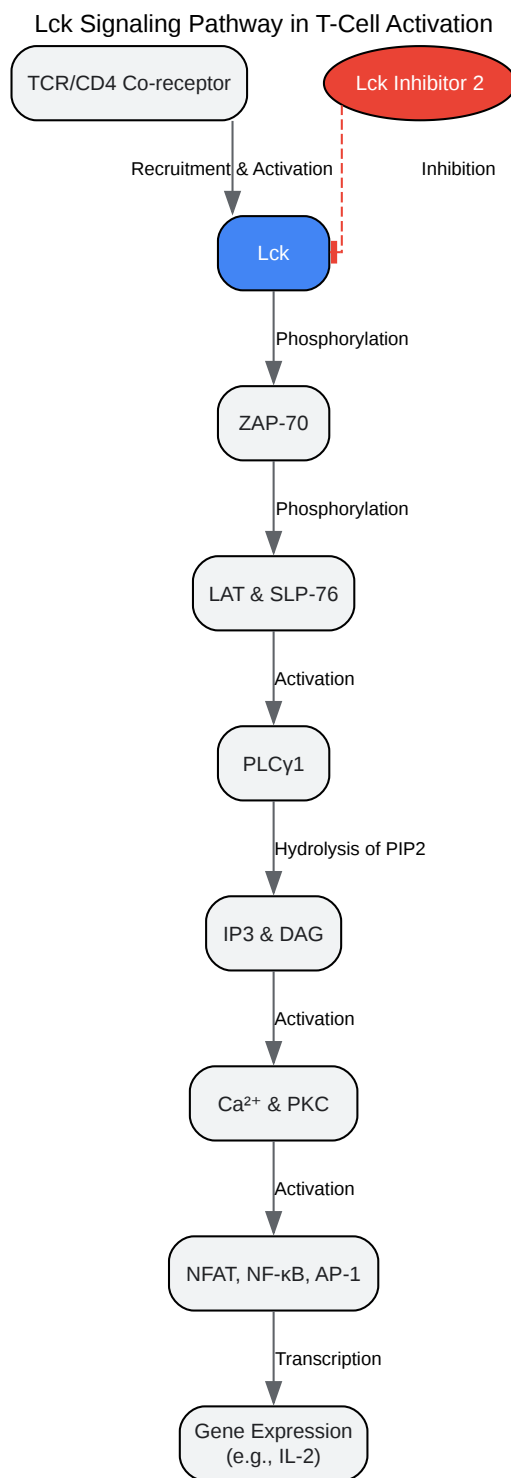 Lck Signaling Pathway in T-Cell Activation
TCR/CD4 Co-receptor
Lck Inhibitor 2
Recruitment & Activation
Inhibition
Lck
Phosphorylation
ZAP-70
Phosphorylation
LAT & SLP-76
Activation
PLCγ1
Hydrolysis of PIP2
IP3 & DAG
Activation
Ca²⁺ & PKC
Activation
NFAT, NF-κB, AP-1
Transcription
Gene Expression
(e.g., IL-2)